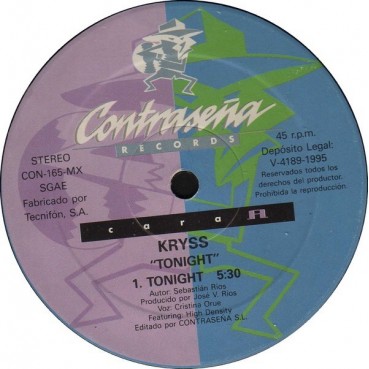 Contraseña
RECORDS
STEREO
CON-165-MX
SGAE
Fabricado por
Tecnifón, S.A.
45 r.p.m.
Depósito Legal:
V-4189-1995
Reservados todos los
derechos del productor.
Prohibida la reproducción
cara A
KRYSS
"TONIGHT"
1. TONIGHT 5:30
Autor: Sebastián Rios
Producido por José V. Rios
Voz: Cristina Orue
Featuring: High Density
Editado por CONTRASEÑA S.L.